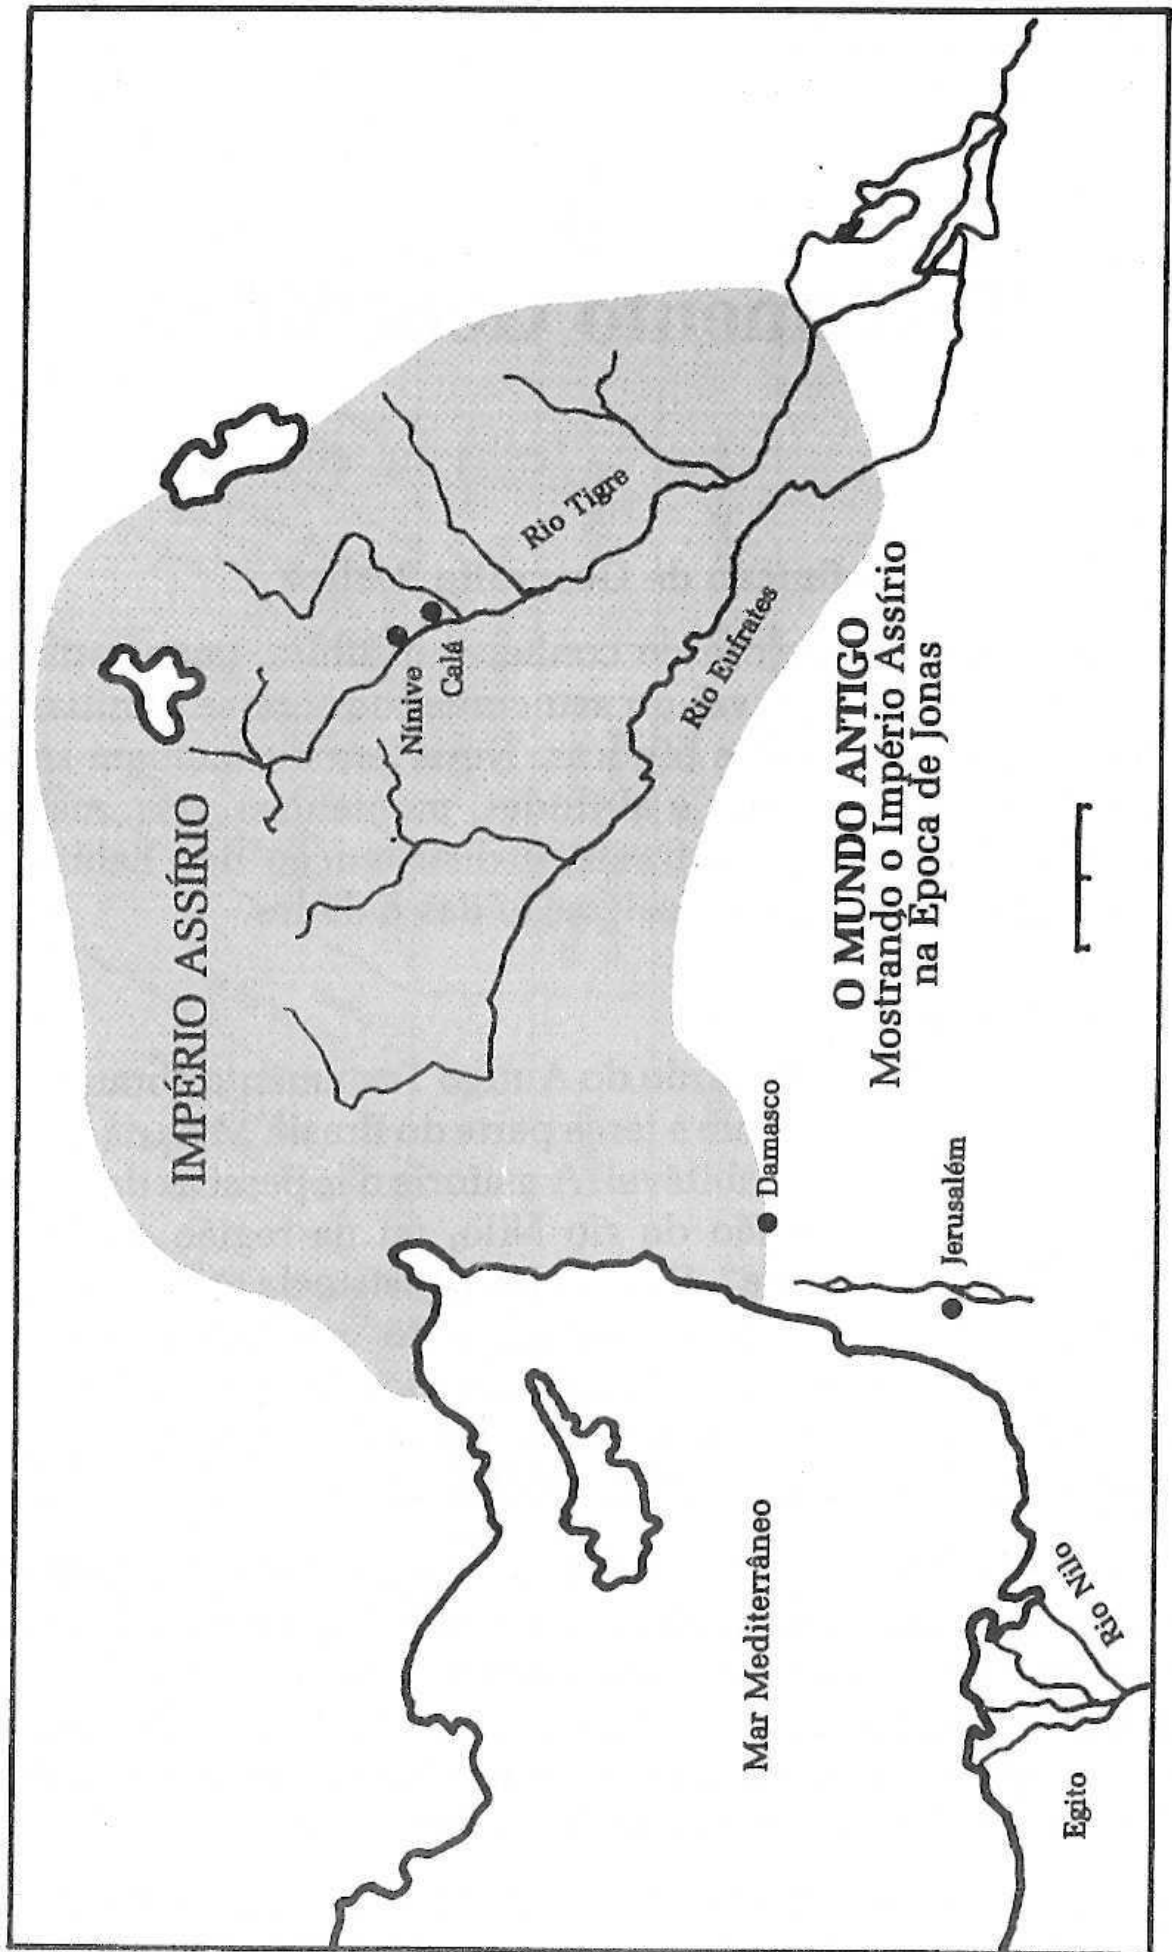 IMPÉRIO ASSÍRIO
Nínive
Calá
Rio Tigre
Rio Eufrates
O MUNDO ANTIGO
Mostrando o Império Assírio
na Época de Jonas
Damasco
Jerusalém
Mar Mediterrâneo
Rio Nilo
Egito